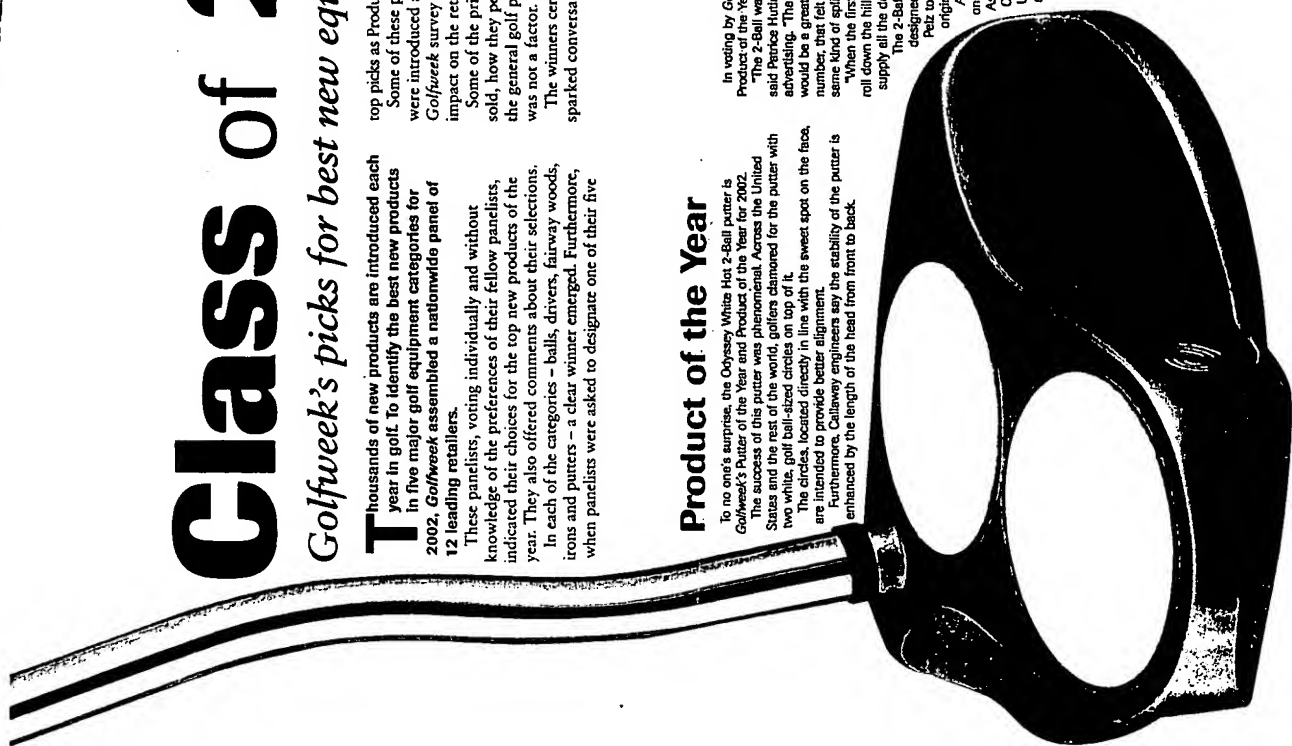 Class of 2
Golfweek's picks for best new equ
Thousands of new products are introduced each
year in golf. To identify the best new products
in five major golf equipment categories for
2002, Golfweek assembled a nationwide panel of
12 leading retailers.
These panelists, voting individually and without
knowledge of the preferences of their fellow panelists,
indicated their choices for the top new products of the
year. They also offered comments about their selections.
In each of the categories – balls, drivers, fairway woods,
irons and putters – a clear winner emerged. Furthermore,
when panelists were asked to designate one of their five
top picks as Produ
Some of these p
were introduced a
Golfweek survey
impact on the ret
Some of the pri
sold, how they pe
the general golf p
was not a factor.
The winners cer
sparked conversa
Product of the Year
To no one's surprise, the Odyssey White Hot 2-Ball putter is
Golfweek's Putter of the Year and Product of the Year for 2002.
The success of this putter was phenomenal. Across the United
States and the rest of the world, golfers clamored for the putter with
two white, golf ball-sized circles on top of it.
The circles, located directly in line with the sweet spot on the face,
are intended to provide better alignment.
Furthermore, Callaway engineers say the stability of the putter is
enhanced by the length of the head from front to back.
In voting by G
Product of the Ye
"The 2-Ball wa
said Patrice Hutin
advertising. "The
would be a great
number, that felt
same kind of spli
"When the first
roll down the hill
supply all the de
The 2-Bal
designed
Pelz to
origin
A
on
As
C
U